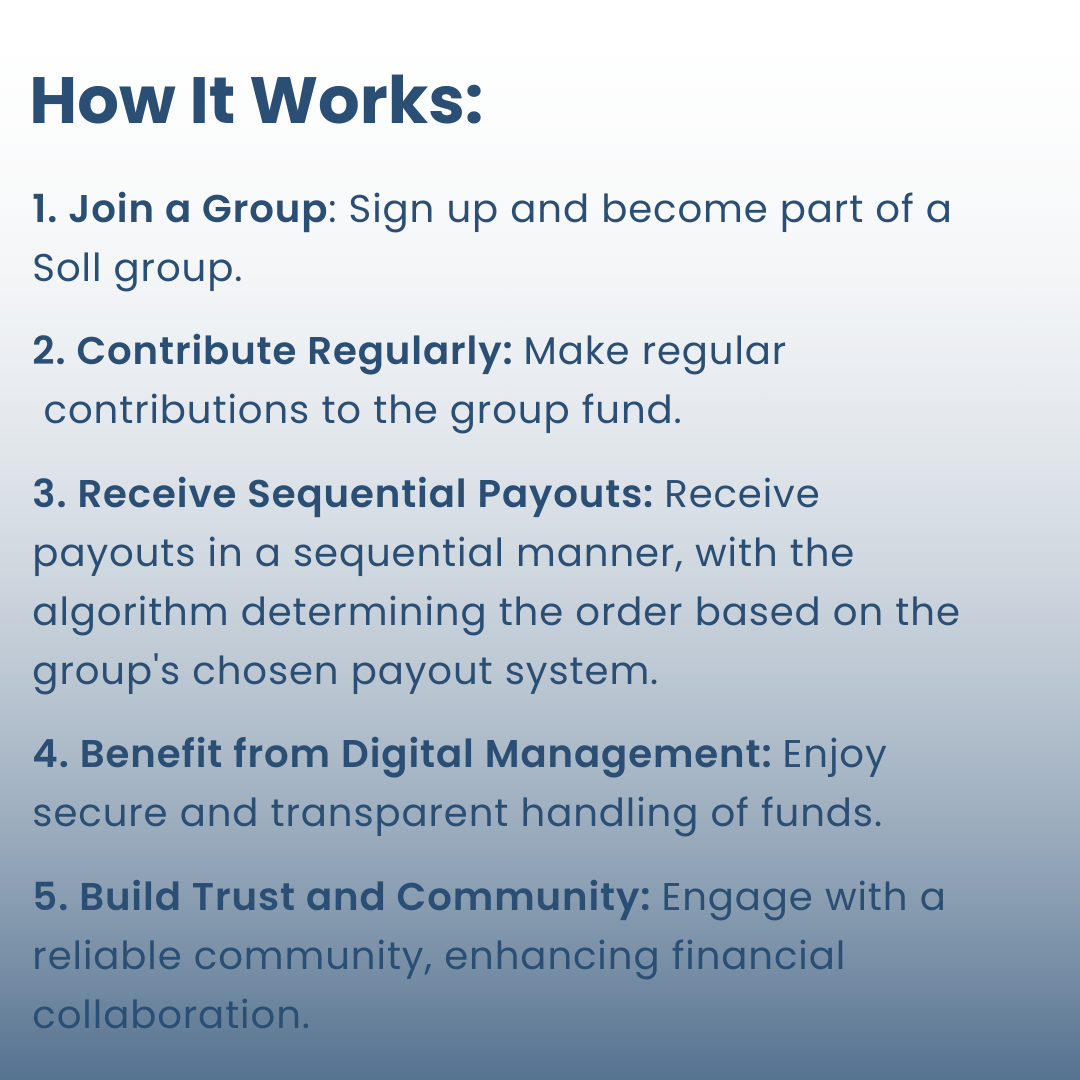 How It Works:
1. Join a Group: Sign up and become part of a
Soll group.
2. Contribute Regularly: Make regular
contributions to the group fund.
3. Receive Sequential Payouts: Receive
payouts in a sequential manner, with the
algorithm determining the order based on the
group's chosen payout system.
4. Benefit from Digital Management: Enjoy
secure and transparent handling of funds.
5. Build Trust and Community: Engage with a
reliable community, enhancing financial
collaboration.